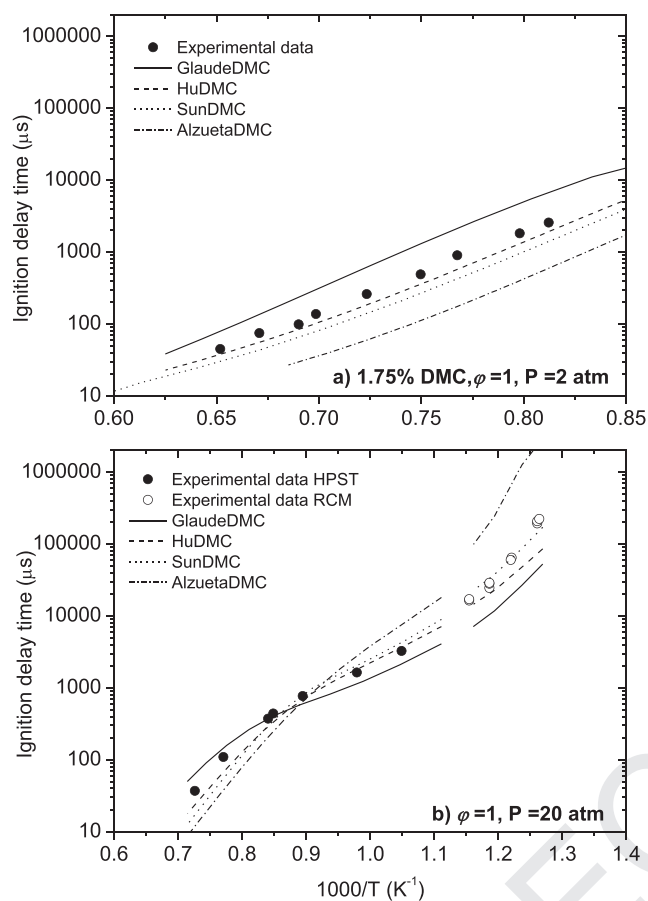 1000000
100000
10000
1000
100
10
Ignition delay time (μs)
Experimental data
GlaudeDMC
HuDMC
SunDMC
AlzuetaDMC
a) 1.75% DMC,φ =1, P =2 atm
0.60 0.65 0.70 0.75 0.80 0.85
1000000
100000
10000
1000
100
10
Ignition delay time (μs)
Experimental data HPST
Experimental data RCM
GlaudeDMC
HuDMC
SunDMC
AlzuetaDMC
b) φ =1, P =20 atm
0.6 0.7 0.8 0.9 1.0 1.1 1.2 1.3 1.4
1000/T (K⁻¹)